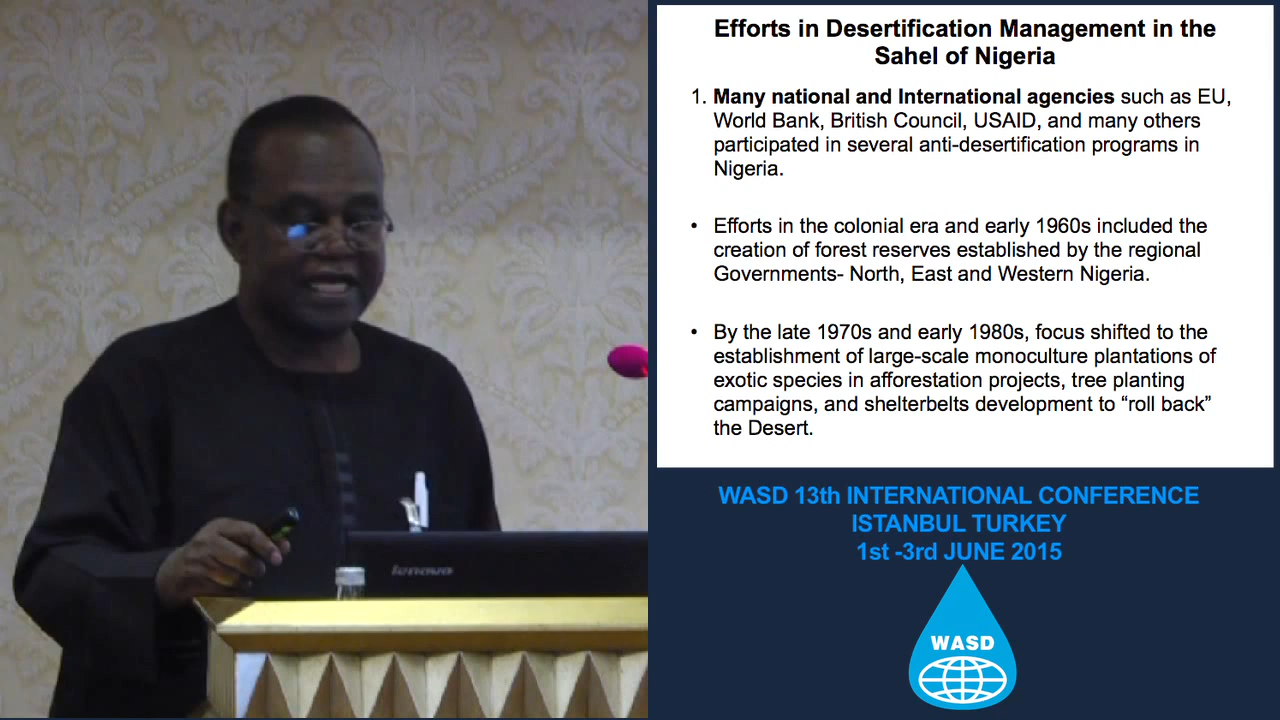 Efforts in Desertification Management in the
Sahel of Nigeria
1. Many national and International agencies such as EU,
World Bank, British Council, USAID, and many others
participated in several anti-desertification programs in
Nigeria.
• Efforts in the colonial era and early 1960s included the
creation of forest reserves established by the regional
Governments- North, East and Western Nigeria.
• By the late 1970s and early 1980s, focus shifted to the
establishment of large-scale monoculture plantations of
exotic species in afforestation projects, tree planting
campaigns, and shelterbelts development to “roll back”
the Desert.
WASD 13th INTERNATIONAL CONFERENCE
ISTANBUL TURKEY
1st -3rd JUNE 2015
WASD
lenovo